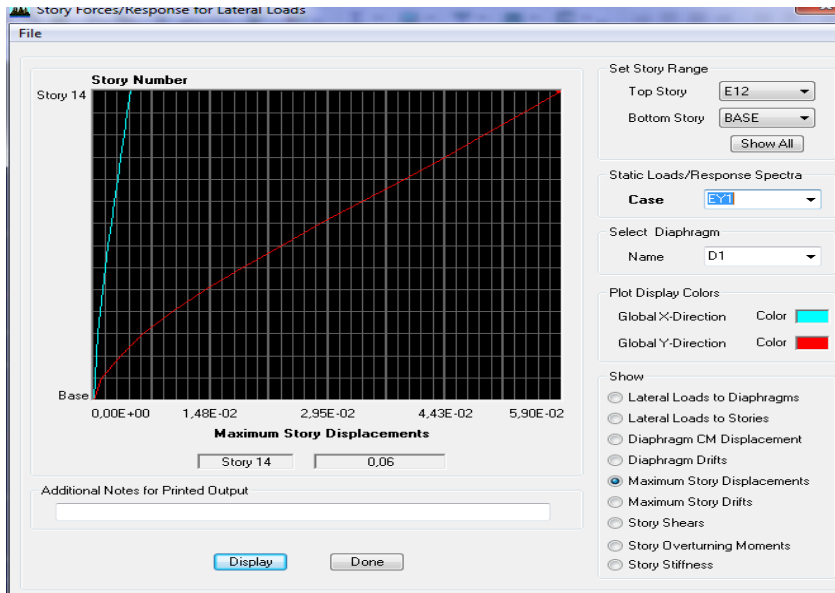 Story Forces/Response for Lateral Loads
File
Story Number
Story 14
Base
0,00E+00 1,48E-02 2,95E-02 4,43E-02 5,90E-02
Maximum Story Displacements
Story 14 0,06
Additional Notes for Printed Output
Display Done
Set Story Range
Top Story E12
Bottom Story BASE
Show All
Static Loads/Response Spectra
Case EY1
Select Diaphragm
Name D1
Plot Display Colors
Global X-Direction Color
Global Y-Direction Color
Show
Lateral Loads to Diaphragms
Lateral Loads to Stories
Diaphragm CM Displacement
Diaphragm Drifts
Maximum Story Displacements
Maximum Story Drifts
Story Shears
Story Overturning Moments
Story Stiffness